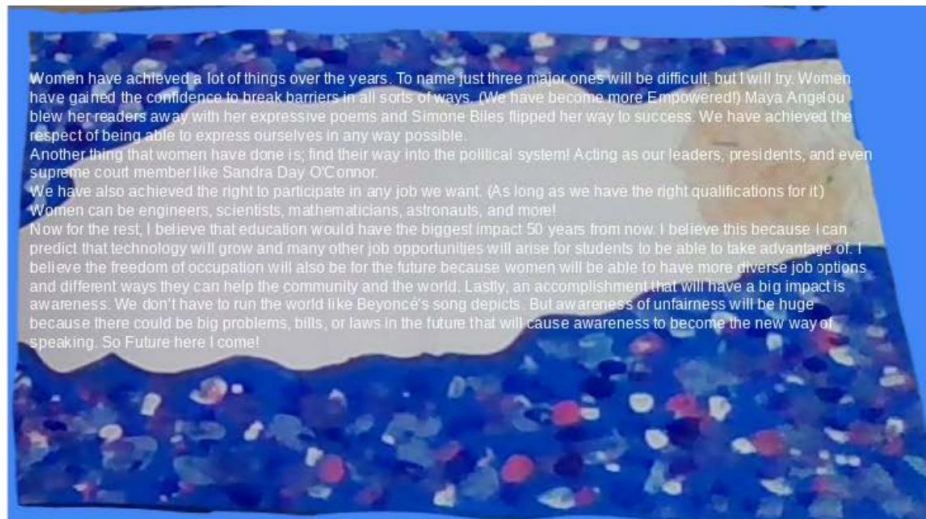 Women have achieved a lot of things over the years. To name just three major ones will be difficult, but I will try. Women
have gained the confidence to break barriers in all sorts of ways. (We have become more Empowered!) Maya Angelou
blew her readers away with her expressive poems and Simone Biles flipped her way to success. We have achieved the
respect of being able to express ourselves in any way possible.
Another thing that women have done is; find their way into the political system! Acting as our leaders, presidents, and even
supreme court member like Sandra Day O'Connor.
We have also achieved the right to participate in any job we want. (As long as we have the right qualifications for it)
Women can be engineers, scientists, mathematicians, astronauts, and more!
Now for the rest, I believe that education would have the biggest impact 50 years from now. I believe this because I can
predict that technology will grow and many other job opportunities will arise for students to be able to take advantage of. I
believe the freedom of occupation will also be for the future because women will be able to have more diverse job options
and different ways they can help the community and the world. Lastly, an accomplishment that will have a big impact is
awareness. We don't have to run the world like Beyoncé's song depicts. But awareness of unfairness will be huge
because there could be big problems, bills, or laws in the future that will cause awareness to become the new way of
speaking. So Future here I come!